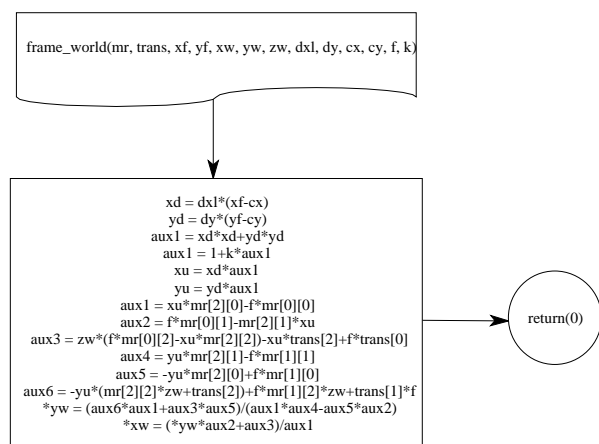 frame_world(mr, trans, xf, yf, xw, yw, zw, dxl, dy, cx, cy, f, k)
xd = dxl*(xf-cx)
yd = dy*(yf-cy)
aux1 = xd*xd+yd*yd
aux1 = 1+k*aux1
xu = xd*aux1
yu = yd*aux1
aux1 = xu*mr[2][0]-f*mr[0][0]
aux2 = f*mr[0][1]-mr[2][1]*xu
aux3 = zw*(f*mr[0][2]-xu*mr[2][2])-xu*trans[2]+f*trans[0]
aux4 = yu*mr[2][1]-f*mr[1][1]
aux5 = -yu*mr[2][0]+f*mr[1][0]
aux6 = -yu*(mr[2][2]*zw+trans[2])+f*mr[1][2]*zw+trans[1]*f
*yw = (aux6*aux1+aux3*aux5)/(aux1*aux4-aux5*aux2)
*xw = (*yw*aux2+aux3)/aux1
return(0)